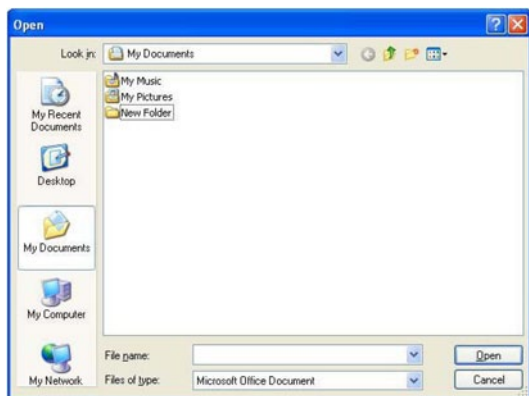 Open
Look in: My Documents
My Music
My Pictures
New Folder
My Recent
Documents
Desktop
My Documents
My Computer
My Network
File name:
Open
Files of type: Microsoft Office Document
Cancel